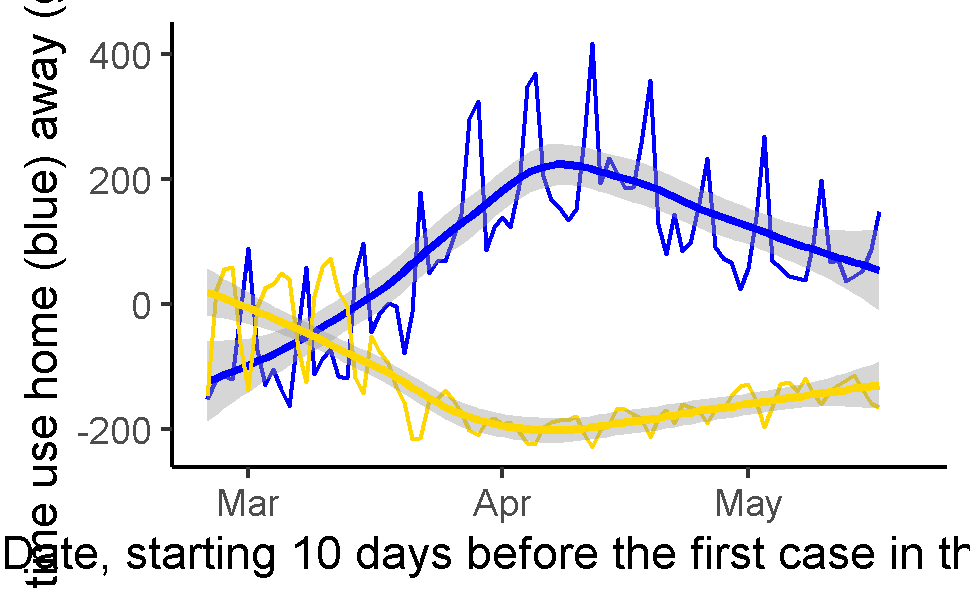 time use home (blue) away (
400
200
0
-200
Mar Apr May
Date, starting 10 days before the first case in th